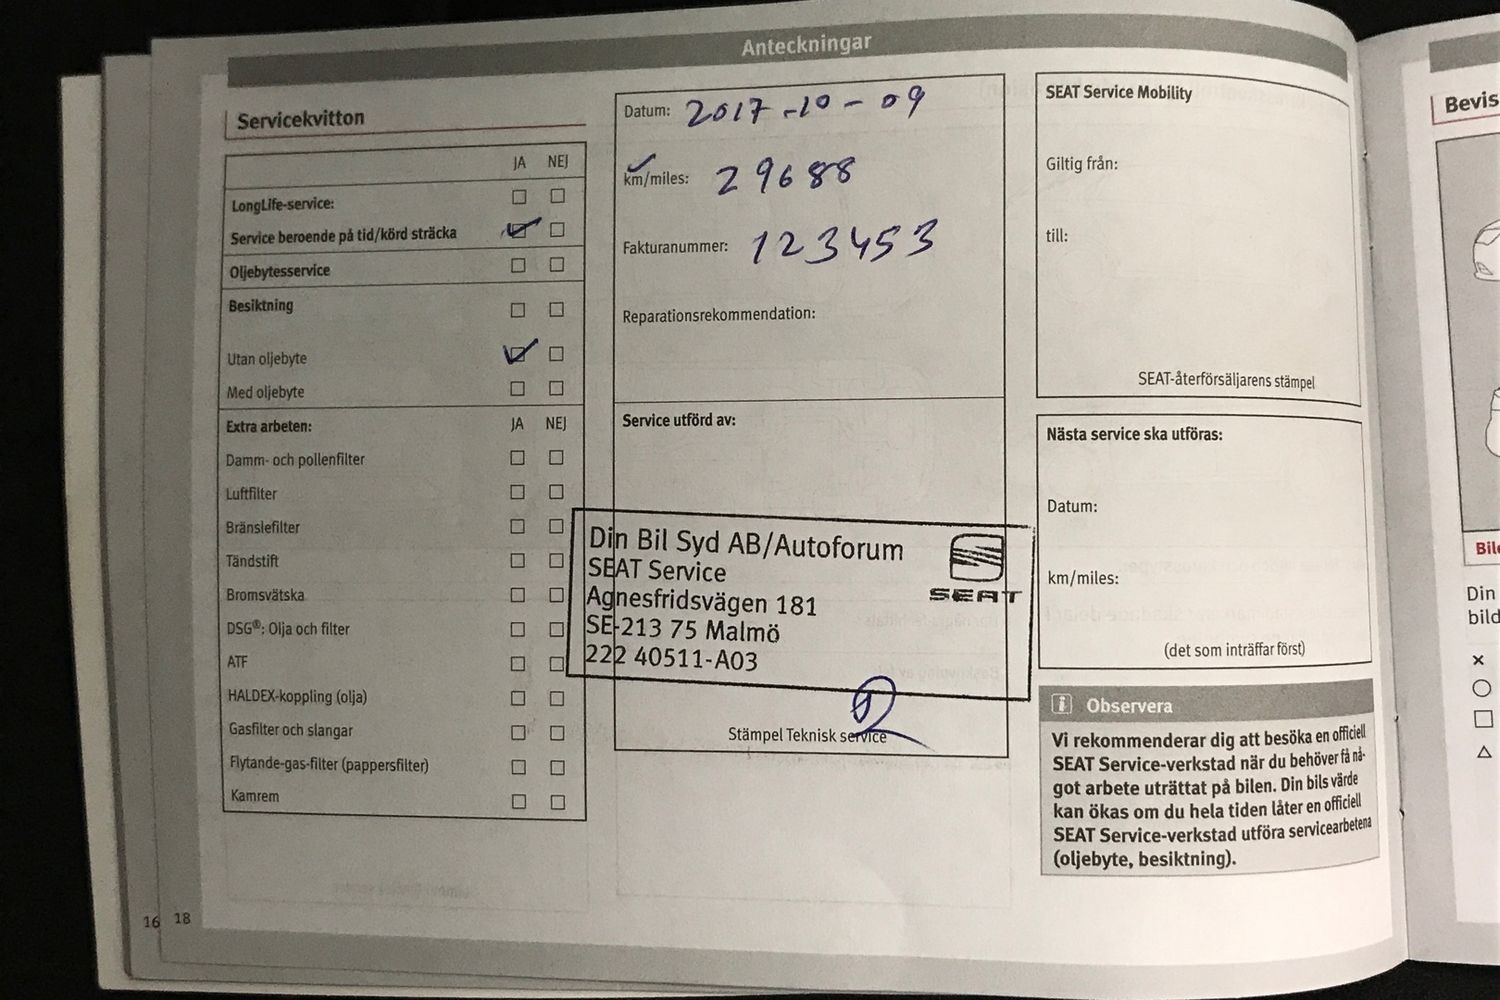 Anteckningar
Servicekvitton
JA NEJ
LongLife-service:
Service beroende på tid/körd sträcka
Oljebytesservice
Besiktning
Utan oljebyte
Med oljebyte
Extra arbeten: JA NEJ
Damm- och pollenfilter
Luftfilter
Bränslefilter
Tändstift
Bromsvätska
DSG®: Olja och filter
ATF
HALDEX-koppling (olja)
Gasfilter och slangar
Flytande-gas-filter (pappersfilter)
Kamrem
16 18
Datum: 2017-10-09
km/miles: 29688
Fakturanummer: 123453
Reparationsrekommendation:
Service utförd av:
Din Bil Syd AB/Autoforum
SEAT Service
Agnesfridsvägen 181
SE-213 75 Malmö
222 40511-A03
SEAT
Stämpel Teknisk service
SEAT Service Mobility
Giltig från:
till:
SEAT-återförsäljarens stämpel
Nästa service ska utföras:
Datum:
km/miles:
(det som inträffar först)
i Observera
Vi rekommenderar dig att besöka en officiell
SEAT Service-verkstad när du behöver få nå-
got arbete uträttat på bilen. Din bils värde
kan ökas om du hela tiden låter en officiell
SEAT Service-verkstad utföra servicearbetena
(oljebyte, besiktning).
Bevis
Bile
Din
bild